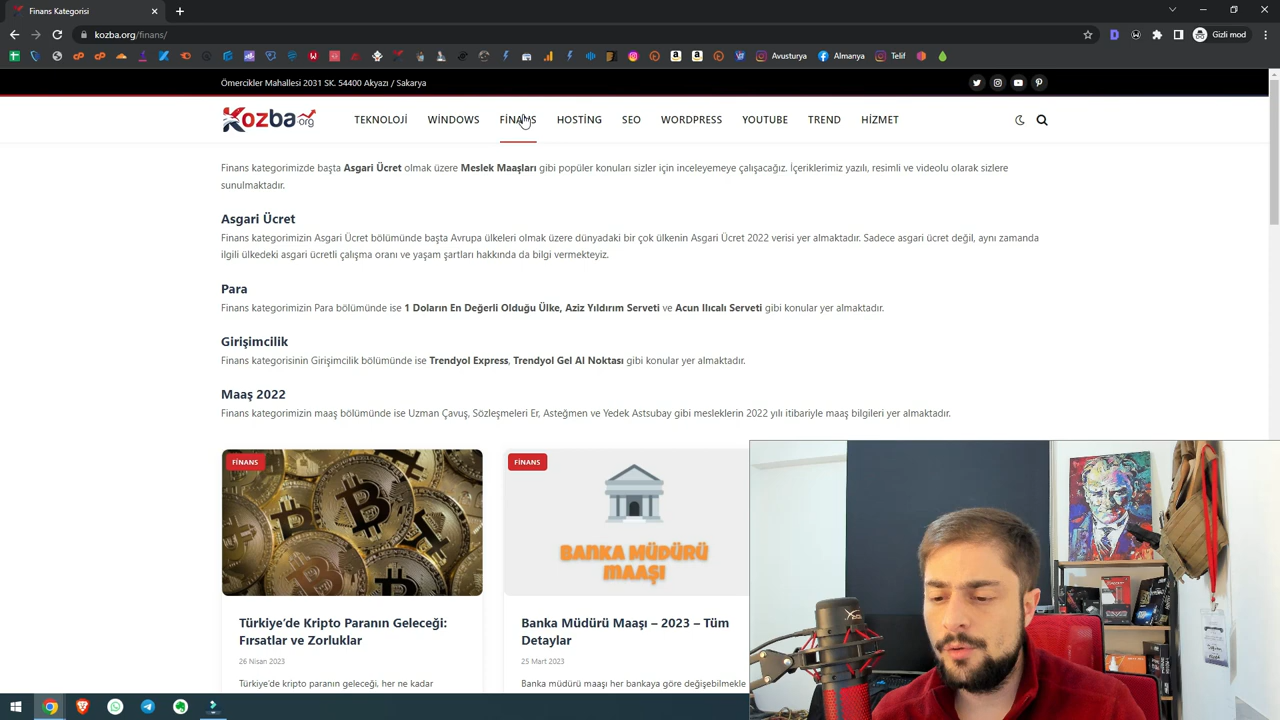 Finans Kategorisi
kozba.org/finans/
Gizli mod
Avusturya
Almanya
Telif
Ömercikler Mahallesi 2031 SK. 54400 Akyazı / Sakarya
Kozba.org
TEKNOLOJİ WİNDOWS FİNANS HOSTİNG SEO WORDPRESS YOUTUBE TREND HİZMET
Finans kategorimizde başta Asgari Ücret olmak üzere Meslek Maaşları gibi popüler konuları sizler için inceleyemeye çalışacağız. İçeriklerimiz yazılı, resimli ve videolu olarak sizlere
sunulmaktadır.
Asgari Ücret
Finans kategorimizin Asgari Ücret bölümünde başta Avrupa ülkeleri olmak üzere dünyadaki bir çok ülkenin Asgari Ücret 2022 verisi yer almaktadır. Sadece asgari ücret değil, aynı zamanda
ilgili ülkedeki asgari ücretli çalışma oranı ve yaşam şartları hakkında da bilgi vermekteyiz.
Para
Finans kategorimizin Para bölümünde ise 1 Doların En Değerli Olduğu Ülke, Aziz Yıldırım Serveti ve Acun Ilıcalı Serveti gibi konular yer almaktadır.
Girişimcilik
Finans kategorisinin Girişimcilik bölümünde ise Trendyol Express, Trendyol Gel Al Noktası gibi konular yer almaktadır.
Maaş 2022
Finans kategorimizin maaş bölümünde ise Uzman Çavuş, Sözleşmeleri Er, Asteğmen ve Yedek Astsubay gibi mesleklerin 2022 yılı itibariyle maaş bilgileri yer almaktadır.
FİNANS
FİNANS
BANKA MÜDÜRÜ
MAAŞI
Türkiye'de Kripto Paranın Geleceği:
Fırsatlar ve Zorluklar
26 Nisan 2023
Türkiye'de kripto paranın geleceği, her ne kadar
Banka Müdürü Maaşı – 2023 – Tüm
Detaylar
25 Mart 2023
Banka müdürü maaşı her bankaya göre değişebilmekle